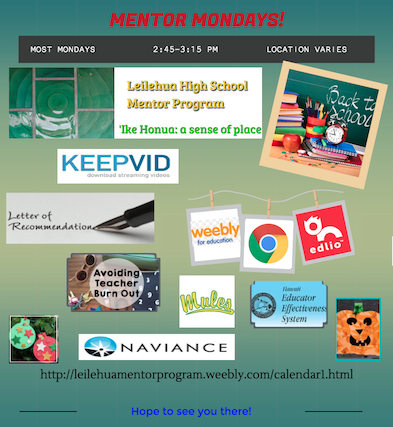 MENTOR MONDAYS!
MOST MONDAYS 2:45–3:15 PM LOCATION VARIES
Leilehua High School
Mentor Program
'Ike Honua: a sense of place
Back to
School
KEEPVID
download streaming videos
Letter of
Recommendation
weebly
for education
edlio
Avoiding
Teacher
Burn Out
Mules
Hawaii
Educator
Effectiveness
System
NAVIANCE
http://leilehuamentorprogram.weebly.com/calendar1.html
Hope to see you there!